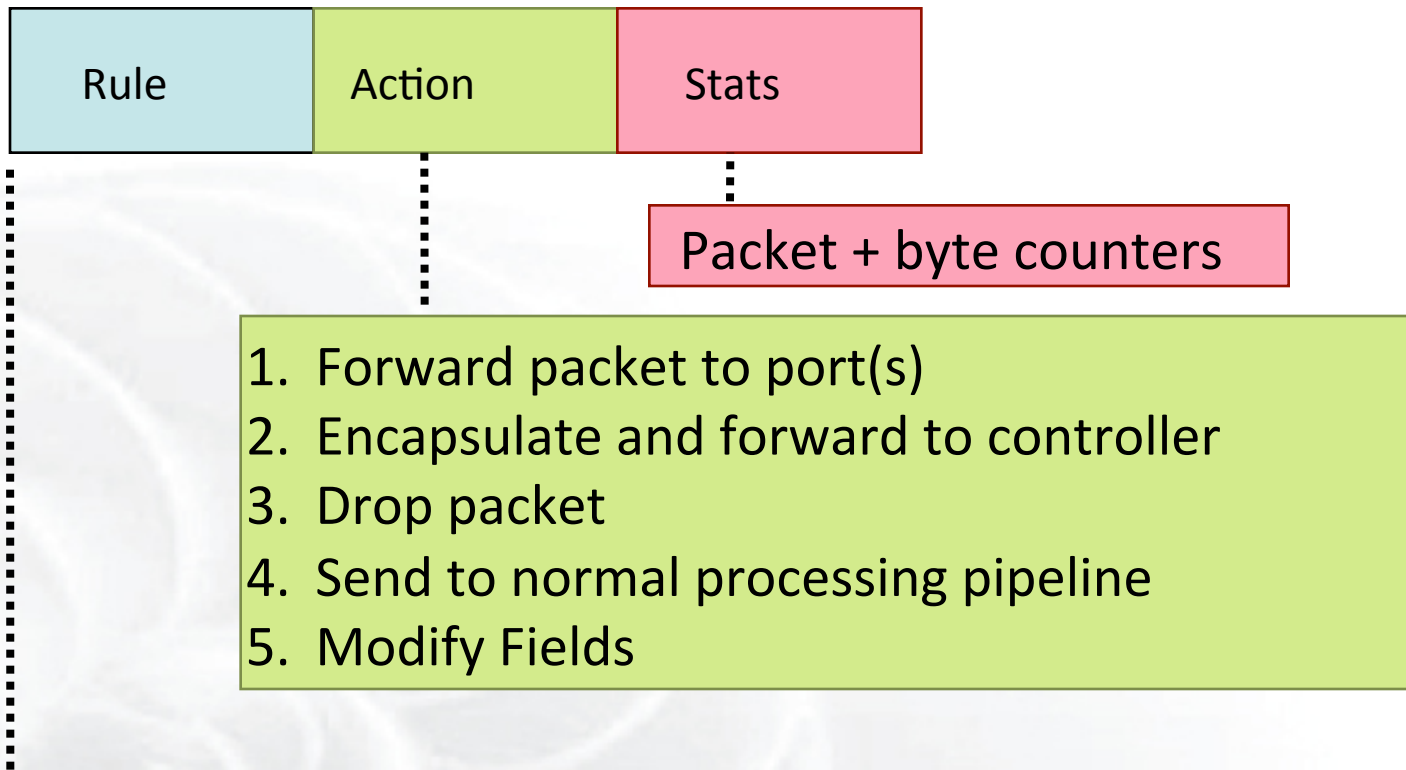 Rule
Action
Stats
Packet + byte counters
1. Forward packet to port(s)
2. Encapsulate and forward to controller
3. Drop packet
4. Send to normal processing pipeline
5. Modify Fields